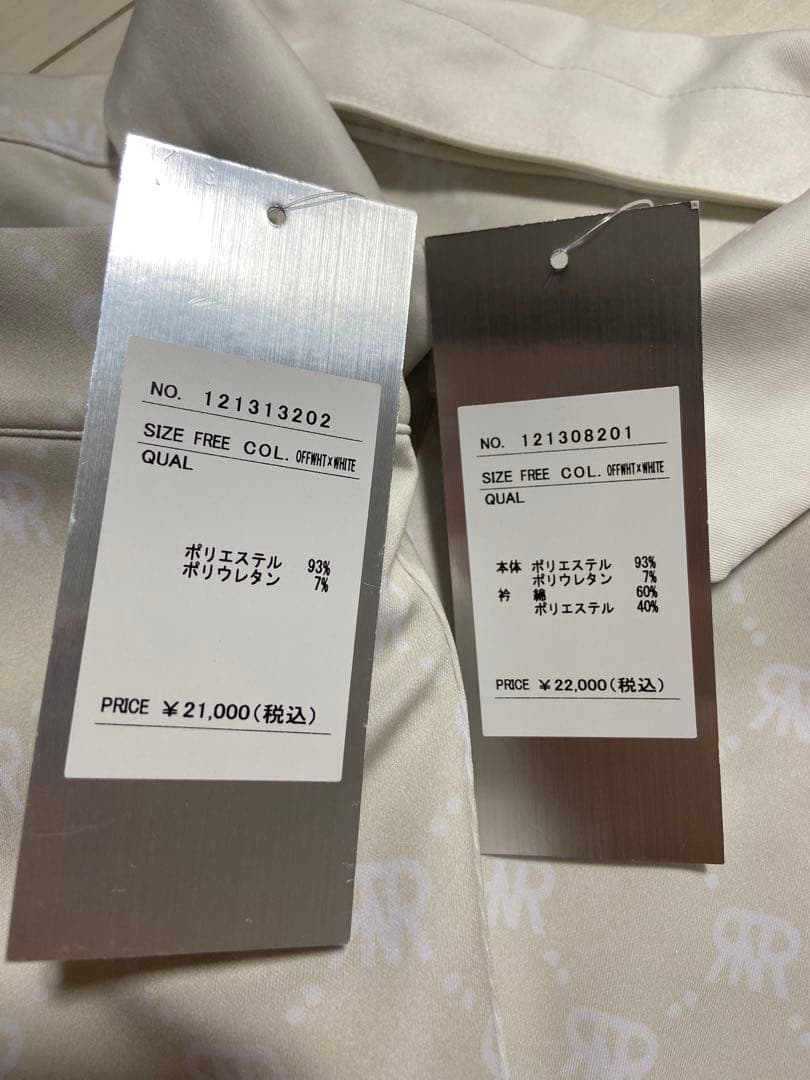 NO. 121313202
SIZE FREE COL. OFFWHT×WHITE
QUAL
ポリエステル 93%
ポリウレタン 7%
PRICE ¥21,000(税込)
NO. 121308201
SIZE FREE COL. OFFWHT×WHITE
QUAL
本体 ポリエステル 93%
ポリウレタン 7%
衿 綿 60%
ポリエステル 40%
PRICE ¥22,000(税込)